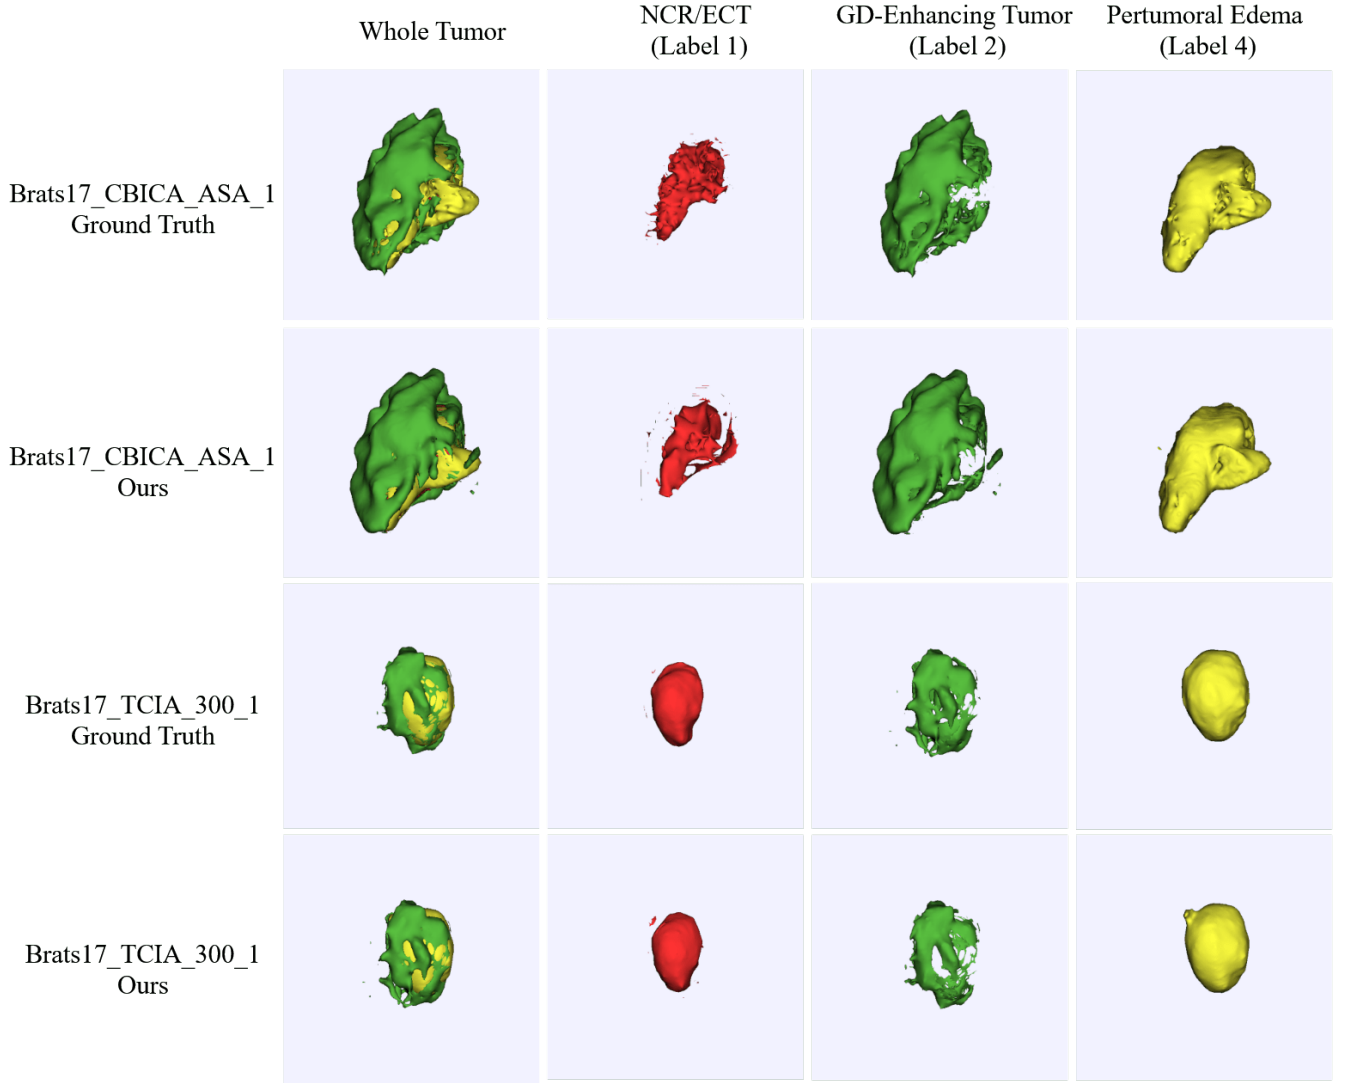 Whole Tumor
NCR/ECT
(Label 1)
GD-Enhancing Tumor
(Label 2)
Pertumoral Edema
(Label 4)
Brats17_CBICA_ASA_1
Ground Truth
Brats17_CBICA_ASA_1
Ours
Brats17_TCIA_300_1
Ground Truth
Brats17_TCIA_300_1
Ours